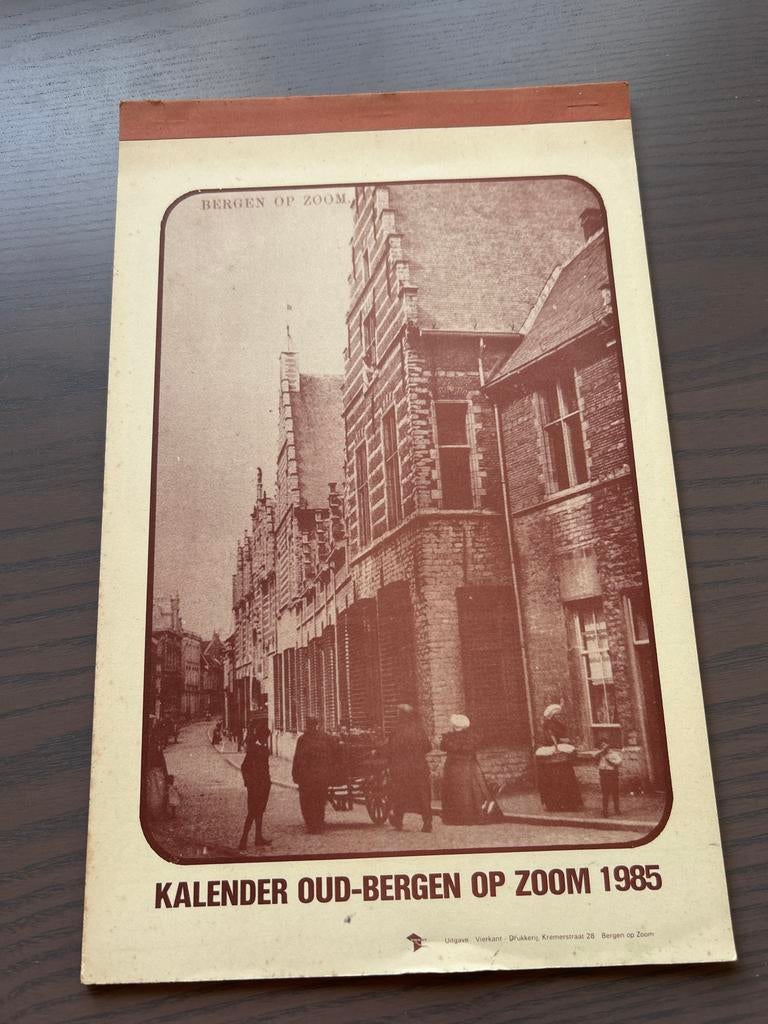 BERGEN OP ZOOM.
KALENDER OUD-BERGEN OP ZOOM 1985
Uitgave Vierkant - Drukkerij, Kremerstraat 28 Bergen op Zoom